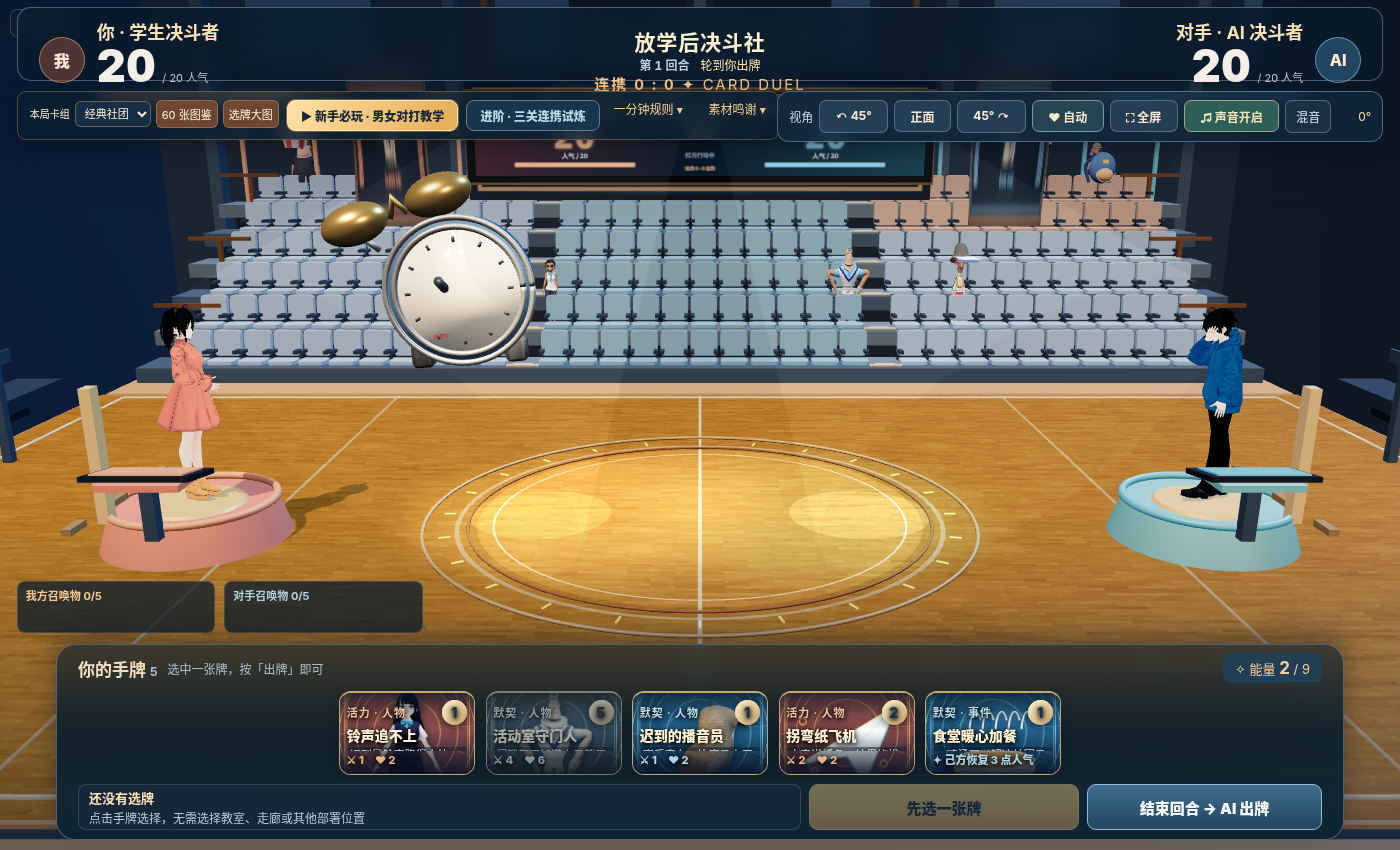 我
你 · 学生决斗者
20 / 20 人气
放学后决斗社
第 1 回合 轮到你出牌
连携 0 : 0 ✦ CARD DUEL
对手 · AI 决斗者
20 / 20 人气
AI
本局卡组 经典社团 60 张图鉴 选牌大图 ▶ 新手必玩 · 男女对打教学 进阶 · 三关连携试炼 一分钟规则 ▾ 素材鸣谢 ▾
视角 ↶ 45° 正面 45° ↷ ♥ 自动 ⛶ 全屏 ♫ 声音开启 混音 0°
20 20
人气 / 20 人气 / 20
我方召唤物 0/5
对手召唤物 0/5
你的手牌 5 选中一张牌，按「出牌」即可
✧ 能量 2 / 9
活力 · 人物 1
铃声追不上
⚔ 1 ♥ 2
默契 · 人物 5
活动室守门人
⚔ 4 ♥ 6
默契 · 人物 1
迟到的播音员
⚔ 1 ♥ 2
活力 · 人物 2
拐弯纸飞机
⚔ 2 ♥ 2
默契 · 事件 1
食堂暖心加餐
✦ 己方恢复 3 点人气
还没有选牌
点击手牌选择，无需选择教室、走廊或其他部署位置
先选一张牌
结束回合 → AI 出牌